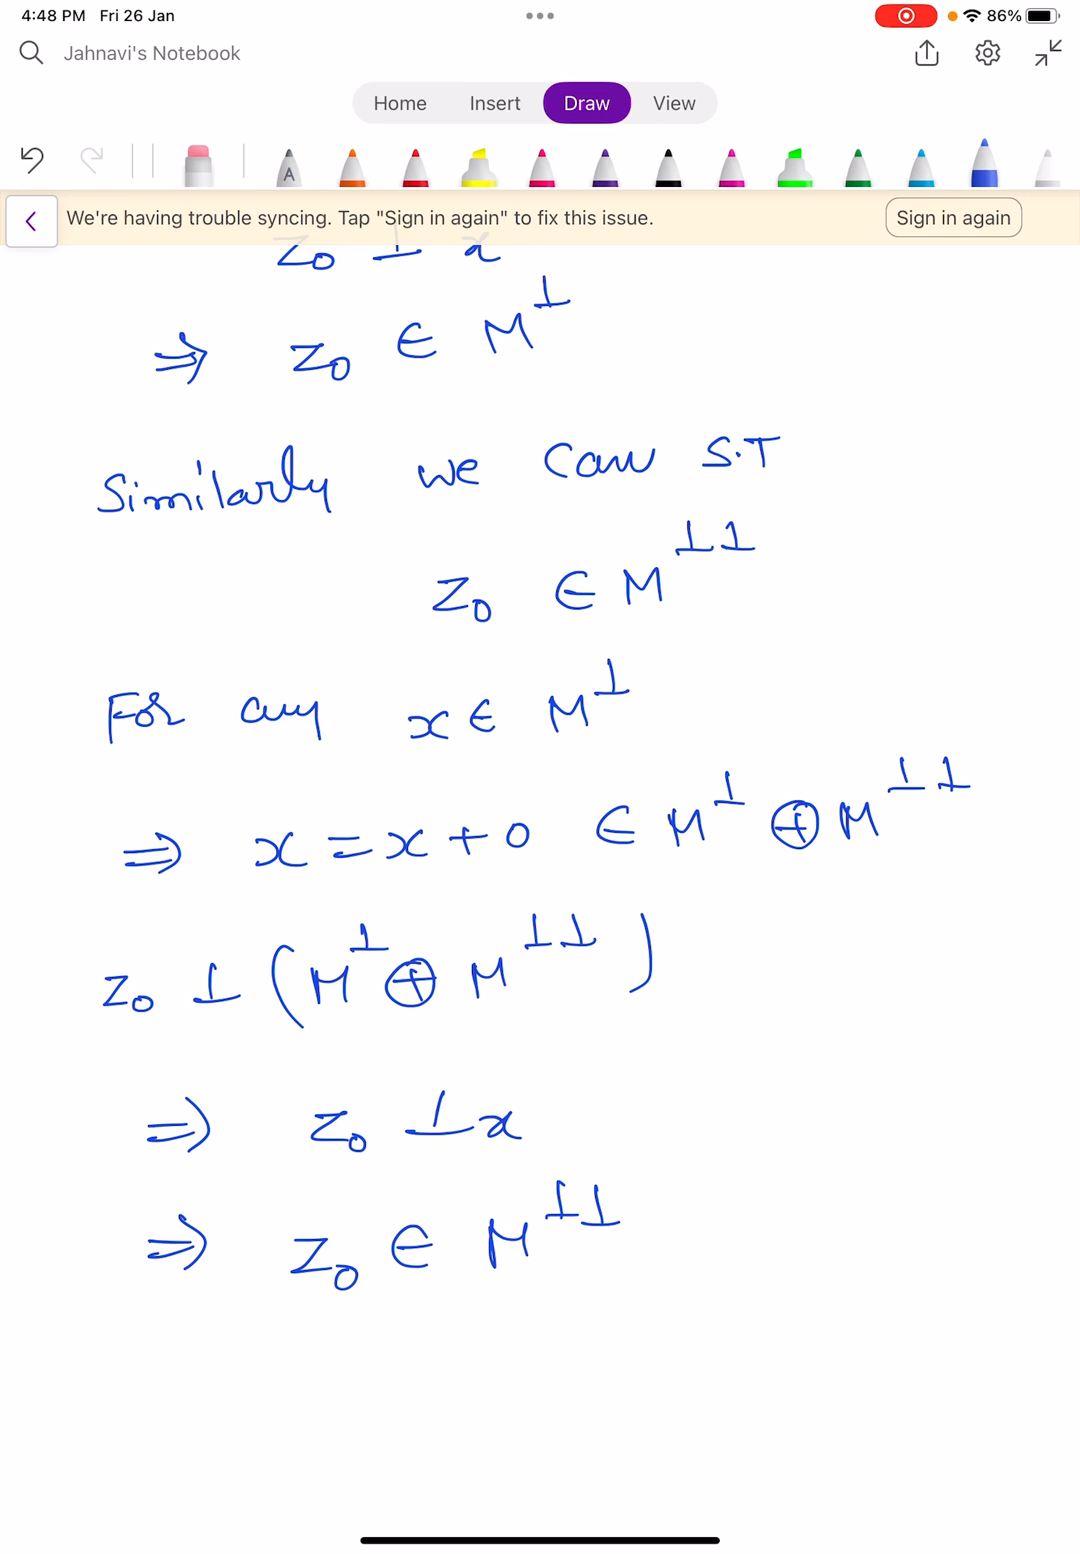 4:48 PM Fri 26 Jan 86%
Jahnavi's Notebook
Home Insert Draw View
A
We're having trouble syncing. Tap "Sign in again" to fix this issue. Sign in again
z₀ ⊥ x
⇒ z₀ ∈ M^⊥
Similarly we can S.T
z₀ ∈ M^⊥⊥
For any x ∈ M^⊥
⇒ x = x + 0 ∈ M^⊥ ⊕ M^⊥⊥
z₀ ⊥ (M^⊥ ⊕ M^⊥⊥)
⇒ z₀ ⊥ x
⇒ z₀ ∈ M^⊥⊥